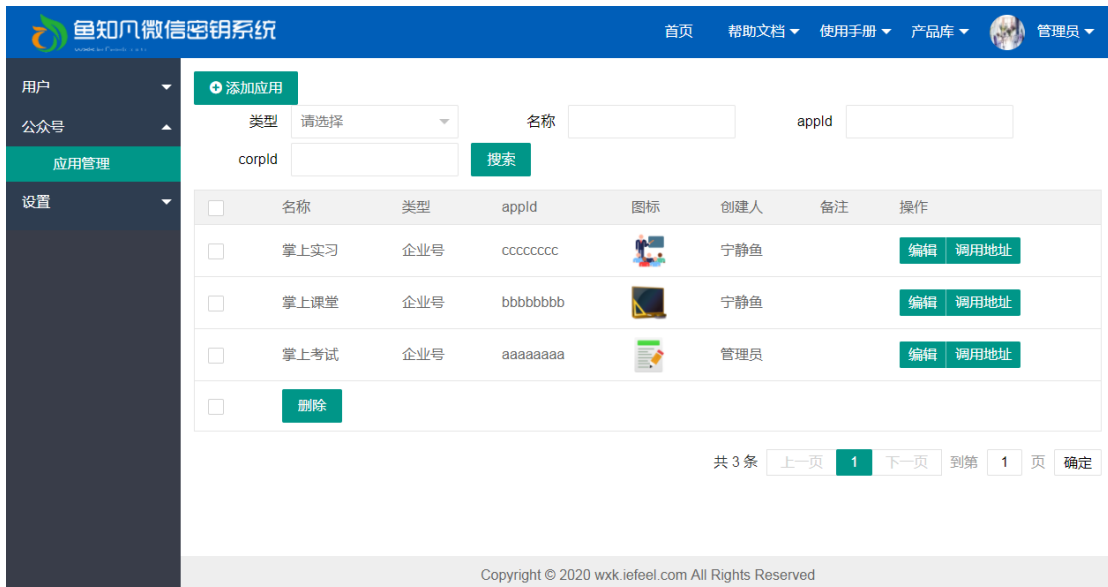 鱼知凡微信密钥系统 首页 帮助文档 使用手册 产品库 管理员
用户
公众号
应用管理
设置
添加应用
类型 请选择 名称 appId
corpId 搜索
名称 类型 appId 图标 创建人 备注 操作
掌上实习 企业号 cccccccc 宁静鱼 编辑 调用地址
掌上课堂 企业号 bbbbbbbb 宁静鱼 编辑 调用地址
掌上考试 企业号 aaaaaaaa 管理员 编辑 调用地址
删除
共 3 条 上一页 1 下一页 到第 1 页 确定
Copyright © 2020 wxk.iefeel.com All Rights Reserved